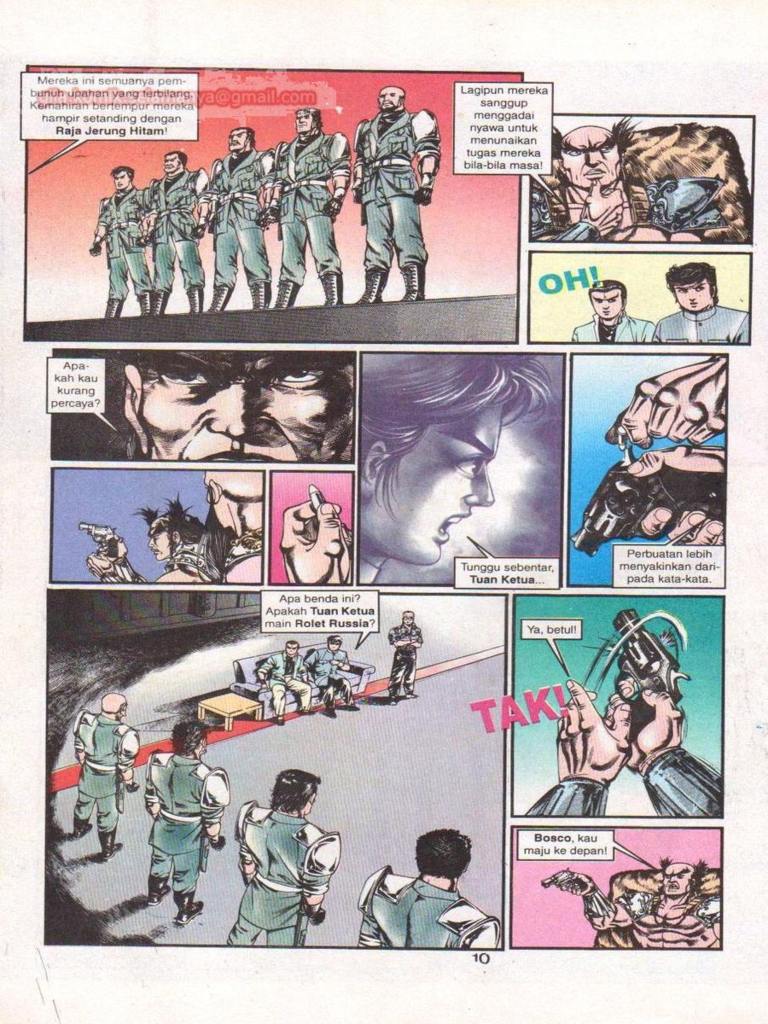 Mereka ini semuanya pem-
bunuh upahan yang terbilang.
Kemahiran bertempur mereka
hampir setanding dengan
Raja Jerung Hitam!
Lagipun mereka
sanggup
menggadai
nyawa untuk
menunaikan
tugas mereka
bila-bila masa!
OH!
Apa-
kah kau
kurang
percaya?
Tunggu sebentar,
Tuan Ketua...
Perbuatan lebih
menyakinkan dari-
pada kata-kata.
Apa benda ini?
Apakah Tuan Ketua
main Rolet Russia?
Ya, betul!
TAK!
Bosco, kau
maju ke depan!
10